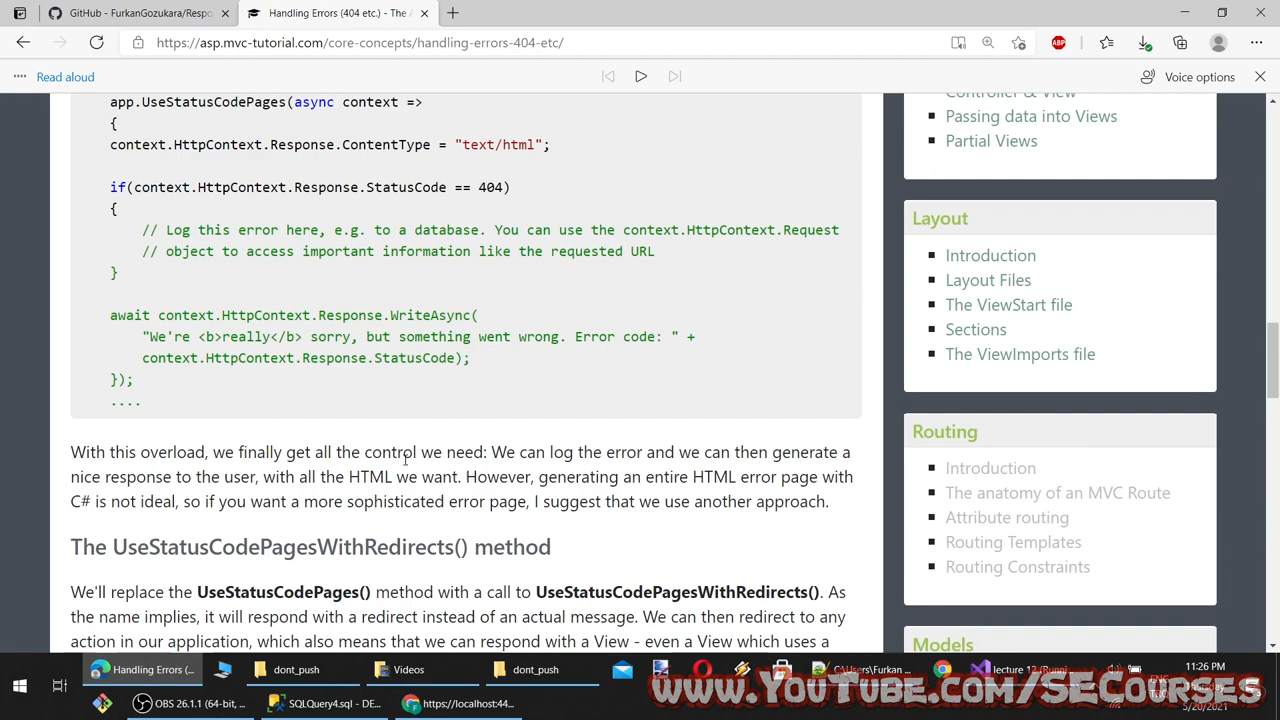 GitHub - FurkanGozukara/Respo
Handling Errors (404 etc.) - The A
https://asp.mvc-tutorial.com/core-concepts/handling-errors-404-etc/
ABP
Read aloud
Voice options
app.UseStatusCodePages(async context =>
{
context.HttpContext.Response.ContentType = "text/html";
if(context.HttpContext.Response.StatusCode == 404)
{
// Log this error here, e.g. to a database. You can use the context.HttpContext.Request
// object to access important information like the requested URL
}
await context.HttpContext.Response.WriteAsync(
"We're <b>really</b> sorry, but something went wrong. Error code: " +
context.HttpContext.Response.StatusCode);
});
....
With this overload, we finally get all the control we need: We can log the error and we can then generate a
nice response to the user, with all the HTML we want. However, generating an entire HTML error page with
C# is not ideal, so if you want a more sophisticated error page, I suggest that we use another approach.
The UseStatusCodePagesWithRedirects() method
We'll replace the UseStatusCodePages() method with a call to UseStatusCodePagesWithRedirects(). As
the name implies, it will respond with a redirect instead of an actual message. We can then redirect to any
action in our application, which also means that we can respond with a View - even a View which uses a
Controller & View
Passing data into Views
Partial Views
Layout
Introduction
Layout Files
The ViewStart file
Sections
The ViewImports file
Routing
Introduction
The anatomy of an MVC Route
Attribute routing
Routing Templates
Routing Constraints
Models
Handling Errors (...
dont_push
Videos
dont_push
C:\Users\Furkan ...
lecture 12 (Runni...
11:26 PM
Thursday
5/20/2021
ENG
OBS 26.1.1 (64-bit, ...
SQLQuery4.sql - DE...
https://localhost:44...
www.YouTube.com/SECourses